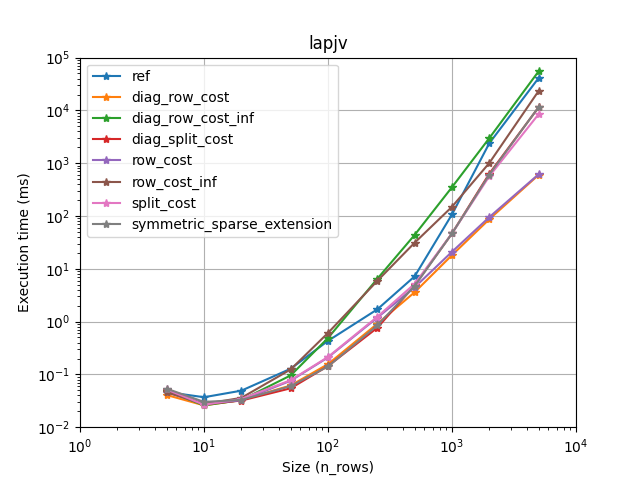 lapjv
10^5
10^4
10^3
10^2
10^1
10^0
10^-1
10^-2
Execution time (ms)
ref
diag_row_cost
diag_row_cost_inf
diag_split_cost
row_cost
row_cost_inf
split_cost
symmetric_sparse_extension
10^0 10^1 10^2 10^3 10^4
Size (n_rows)